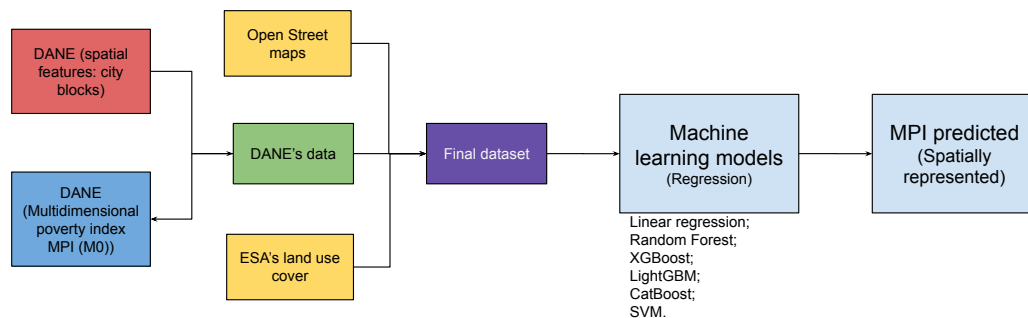 DANE (spatial
features: city
blocks)
DANE
(Multidimensional
poverty index
MPI (M0))
Open Street
maps
DANE's data
ESA's land use
cover
Final dataset
Machine
learning models
(Regression)
Linear regression;
Random Forest;
XGBoost;
LightGBM;
CatBoost;
SVM.
MPI predicted
(Spatially
represented)